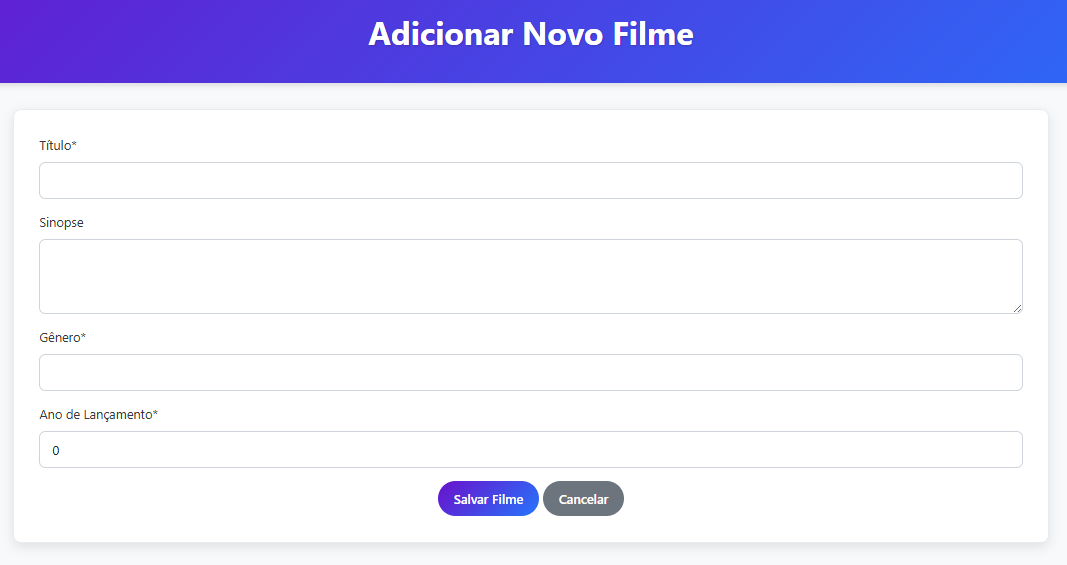 Adicionar Novo Filme
Título*
Sinopse
Gênero*
Ano de Lançamento*
0
Salvar Filme Cancelar